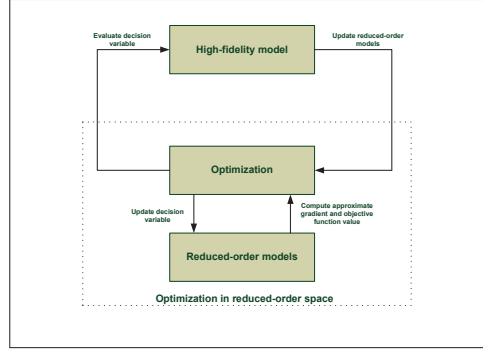 Evaluate decision
variable
High-fidelity model
Update reduced-order
models
Optimization
Update decision
variable
Compute approximate
gradient and objective
function value
Reduced-order models
Optimization in reduced-order space